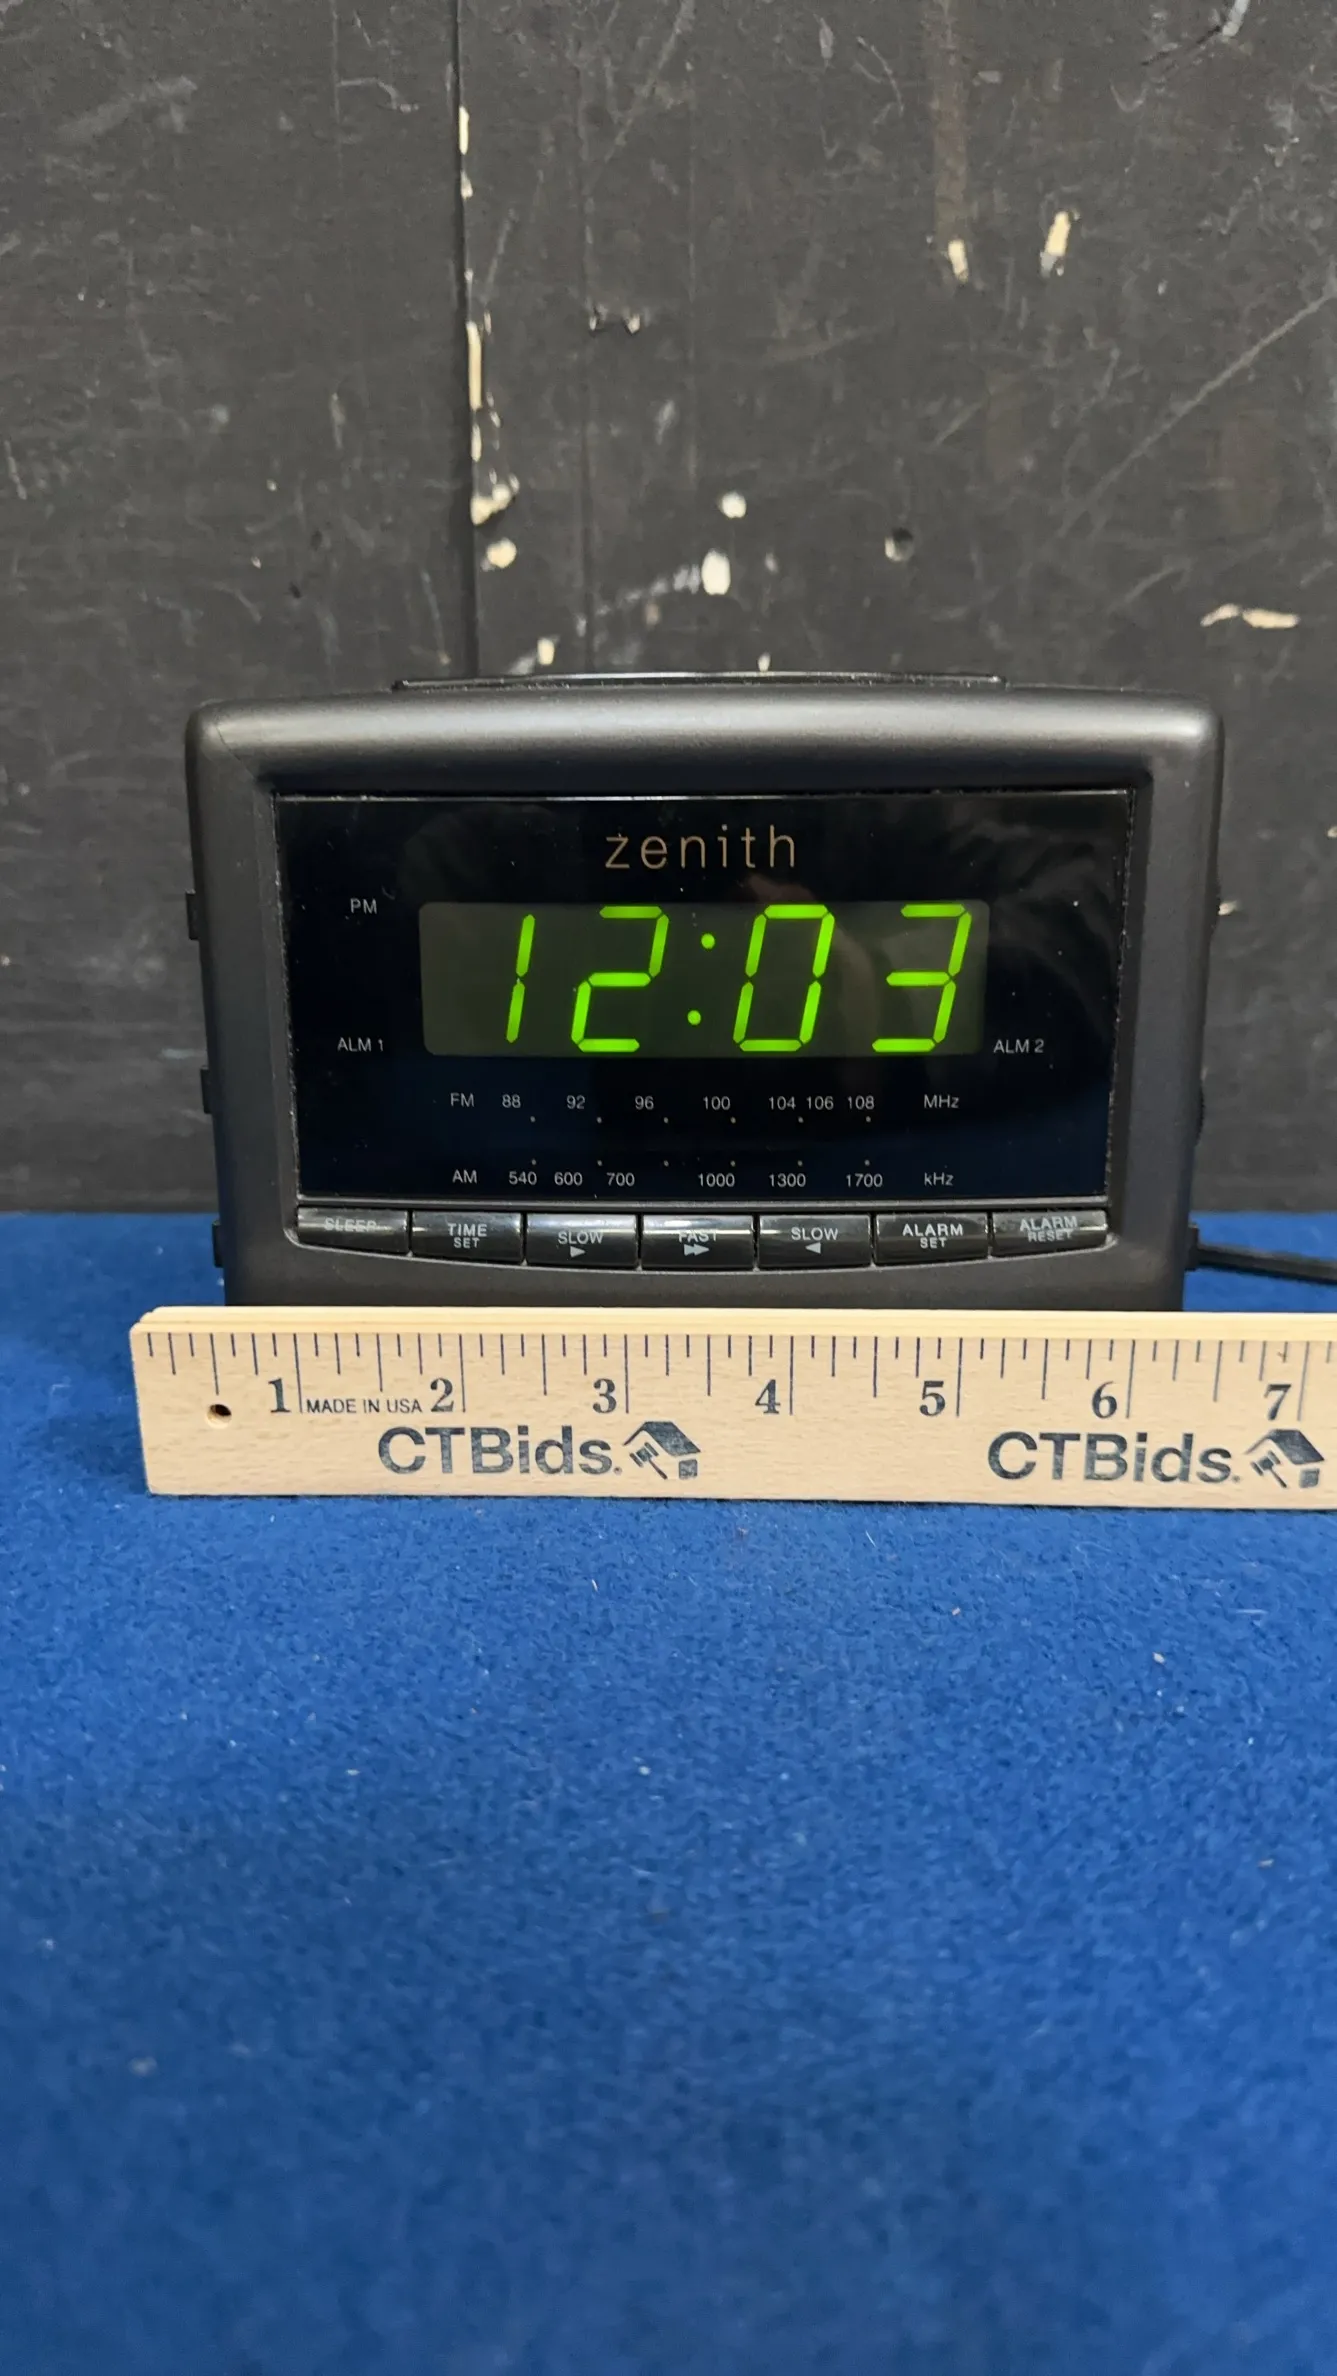 zenith
PM
12:03
ALM 1
ALM 2
FM 88 92 96 100 104 106 108 MHz
AM 540 600 700 1000 1300 1700 kHz
SLEEP
TIME
SET
SLOW
FAST
SLOW
ALARM
SET
ALARM
RESET
1 MADE IN USA 2 3 4 5 6 7
CTBids. CTBids.